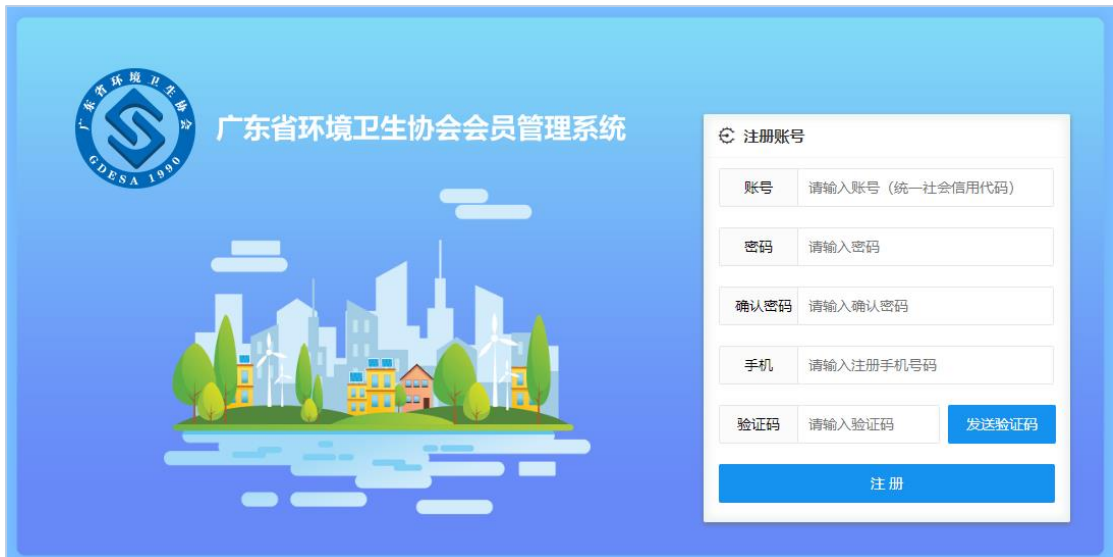 广东省环境卫生协会
GDESA 1990
广东省环境卫生协会会员管理系统
注册账号
账号 请输入账号（统一社会信用代码）
密码 请输入密码
确认密码 请输入确认密码
手机 请输入注册手机号码
验证码 请输入验证码 发送验证码
注 册